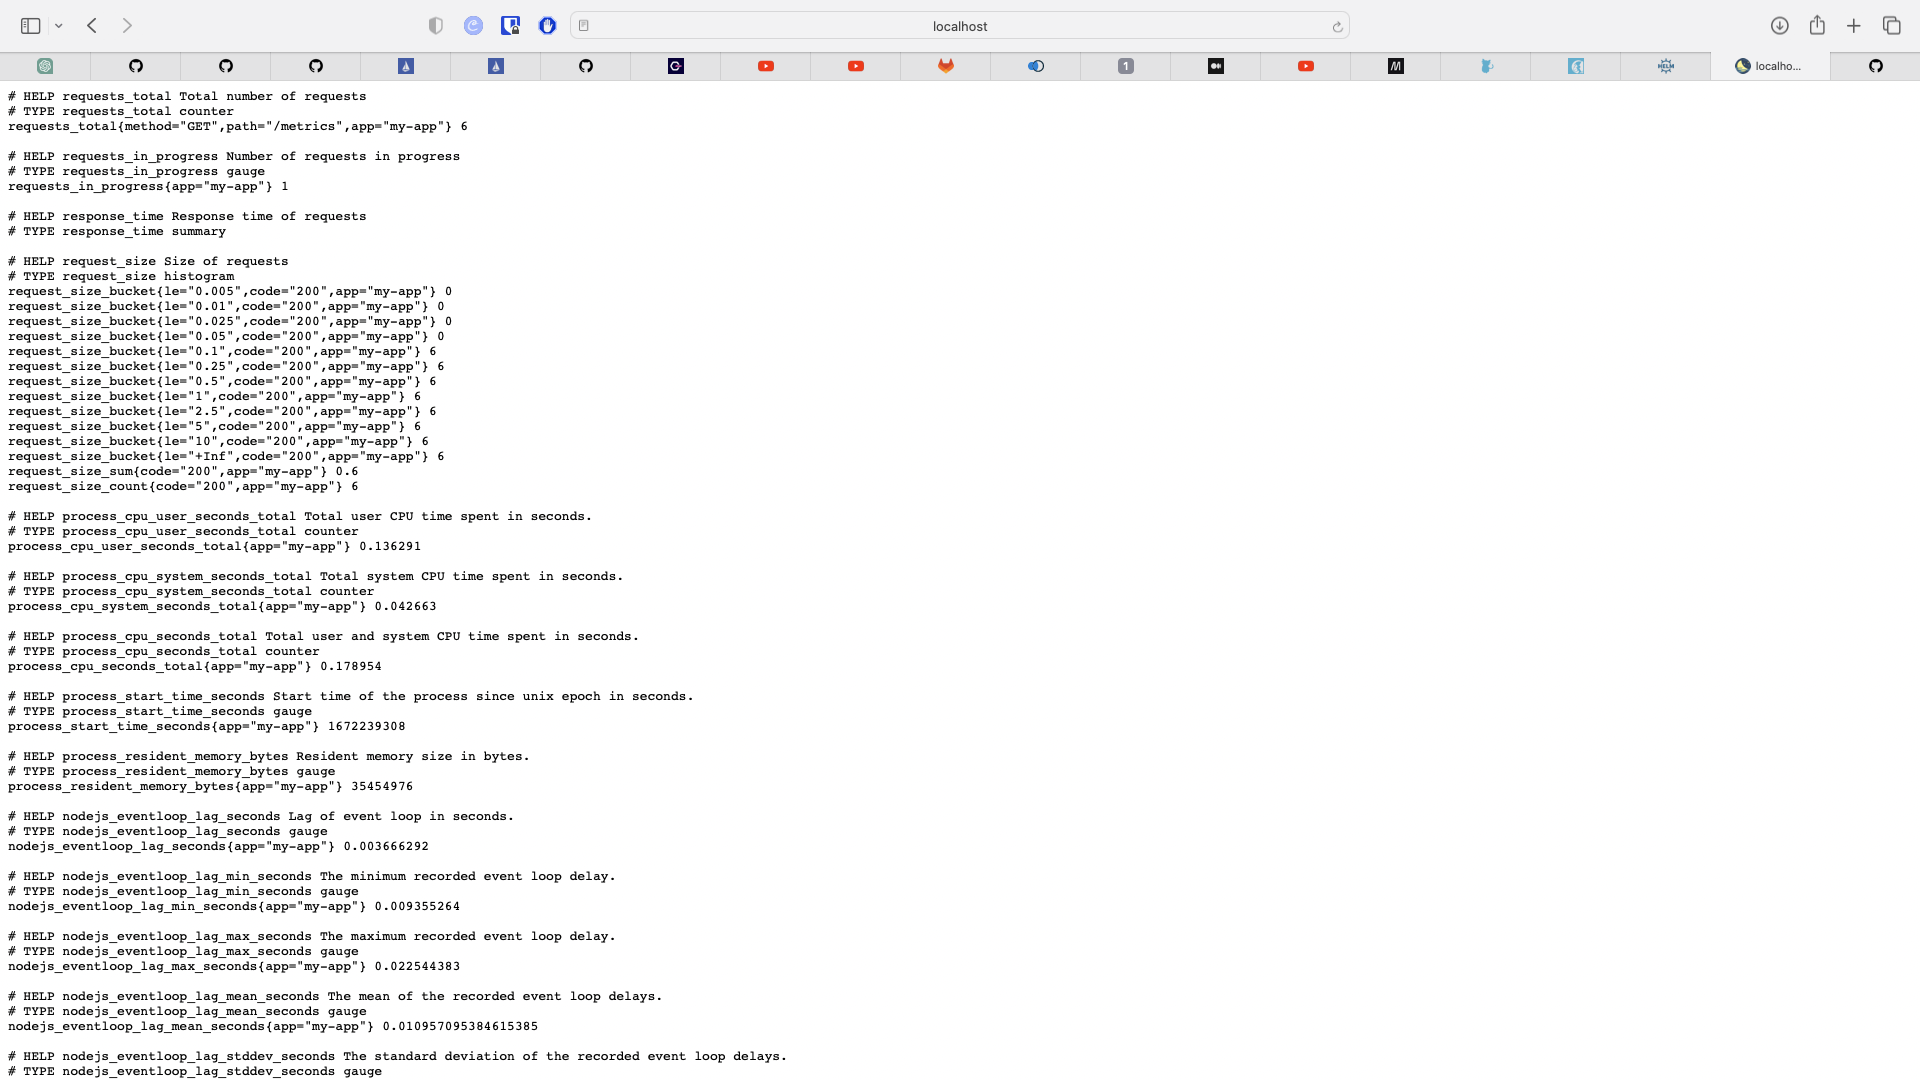 localhost
1
HELM
localho...
# HELP requests_total Total number of requests
# TYPE requests_total counter
requests_total{method="GET",path="/metrics",app="my-app"} 6
# HELP requests_in_progress Number of requests in progress
# TYPE requests_in_progress gauge
requests_in_progress{app="my-app"} 1
# HELP response_time Response time of requests
# TYPE response_time summary
# HELP request_size Size of requests
# TYPE request_size histogram
request_size_bucket{le="0.005",code="200",app="my-app"} 0
request_size_bucket{le="0.01",code="200",app="my-app"} 0
request_size_bucket{le="0.025",code="200",app="my-app"} 0
request_size_bucket{le="0.05",code="200",app="my-app"} 0
request_size_bucket{le="0.1",code="200",app="my-app"} 6
request_size_bucket{le="0.25",code="200",app="my-app"} 6
request_size_bucket{le="0.5",code="200",app="my-app"} 6
request_size_bucket{le="1",code="200",app="my-app"} 6
request_size_bucket{le="2.5",code="200",app="my-app"} 6
request_size_bucket{le="5",code="200",app="my-app"} 6
request_size_bucket{le="10",code="200",app="my-app"} 6
request_size_bucket{le="+Inf",code="200",app="my-app"} 6
request_size_sum{code="200",app="my-app"} 0.6
request_size_count{code="200",app="my-app"} 6
# HELP process_cpu_user_seconds_total Total user CPU time spent in seconds.
# TYPE process_cpu_user_seconds_total counter
process_cpu_user_seconds_total{app="my-app"} 0.136291
# HELP process_cpu_system_seconds_total Total system CPU time spent in seconds.
# TYPE process_cpu_system_seconds_total counter
process_cpu_system_seconds_total{app="my-app"} 0.042663
# HELP process_cpu_seconds_total Total user and system CPU time spent in seconds.
# TYPE process_cpu_seconds_total counter
process_cpu_seconds_total{app="my-app"} 0.178954
# HELP process_start_time_seconds Start time of the process since unix epoch in seconds.
# TYPE process_start_time_seconds gauge
process_start_time_seconds{app="my-app"} 1672239308
# HELP process_resident_memory_bytes Resident memory size in bytes.
# TYPE process_resident_memory_bytes gauge
process_resident_memory_bytes{app="my-app"} 35454976
# HELP nodejs_eventloop_lag_seconds Lag of event loop in seconds.
# TYPE nodejs_eventloop_lag_seconds gauge
nodejs_eventloop_lag_seconds{app="my-app"} 0.003666292
# HELP nodejs_eventloop_lag_min_seconds The minimum recorded event loop delay.
# TYPE nodejs_eventloop_lag_min_seconds gauge
nodejs_eventloop_lag_min_seconds{app="my-app"} 0.009355264
# HELP nodejs_eventloop_lag_max_seconds The maximum recorded event loop delay.
# TYPE nodejs_eventloop_lag_max_seconds gauge
nodejs_eventloop_lag_max_seconds{app="my-app"} 0.022544383
# HELP nodejs_eventloop_lag_mean_seconds The mean of the recorded event loop delays.
# TYPE nodejs_eventloop_lag_mean_seconds gauge
nodejs_eventloop_lag_mean_seconds{app="my-app"} 0.010957095384615385
# HELP nodejs_eventloop_lag_stddev_seconds The standard deviation of the recorded event loop delays.
# TYPE nodejs_eventloop_lag_stddev_seconds gauge